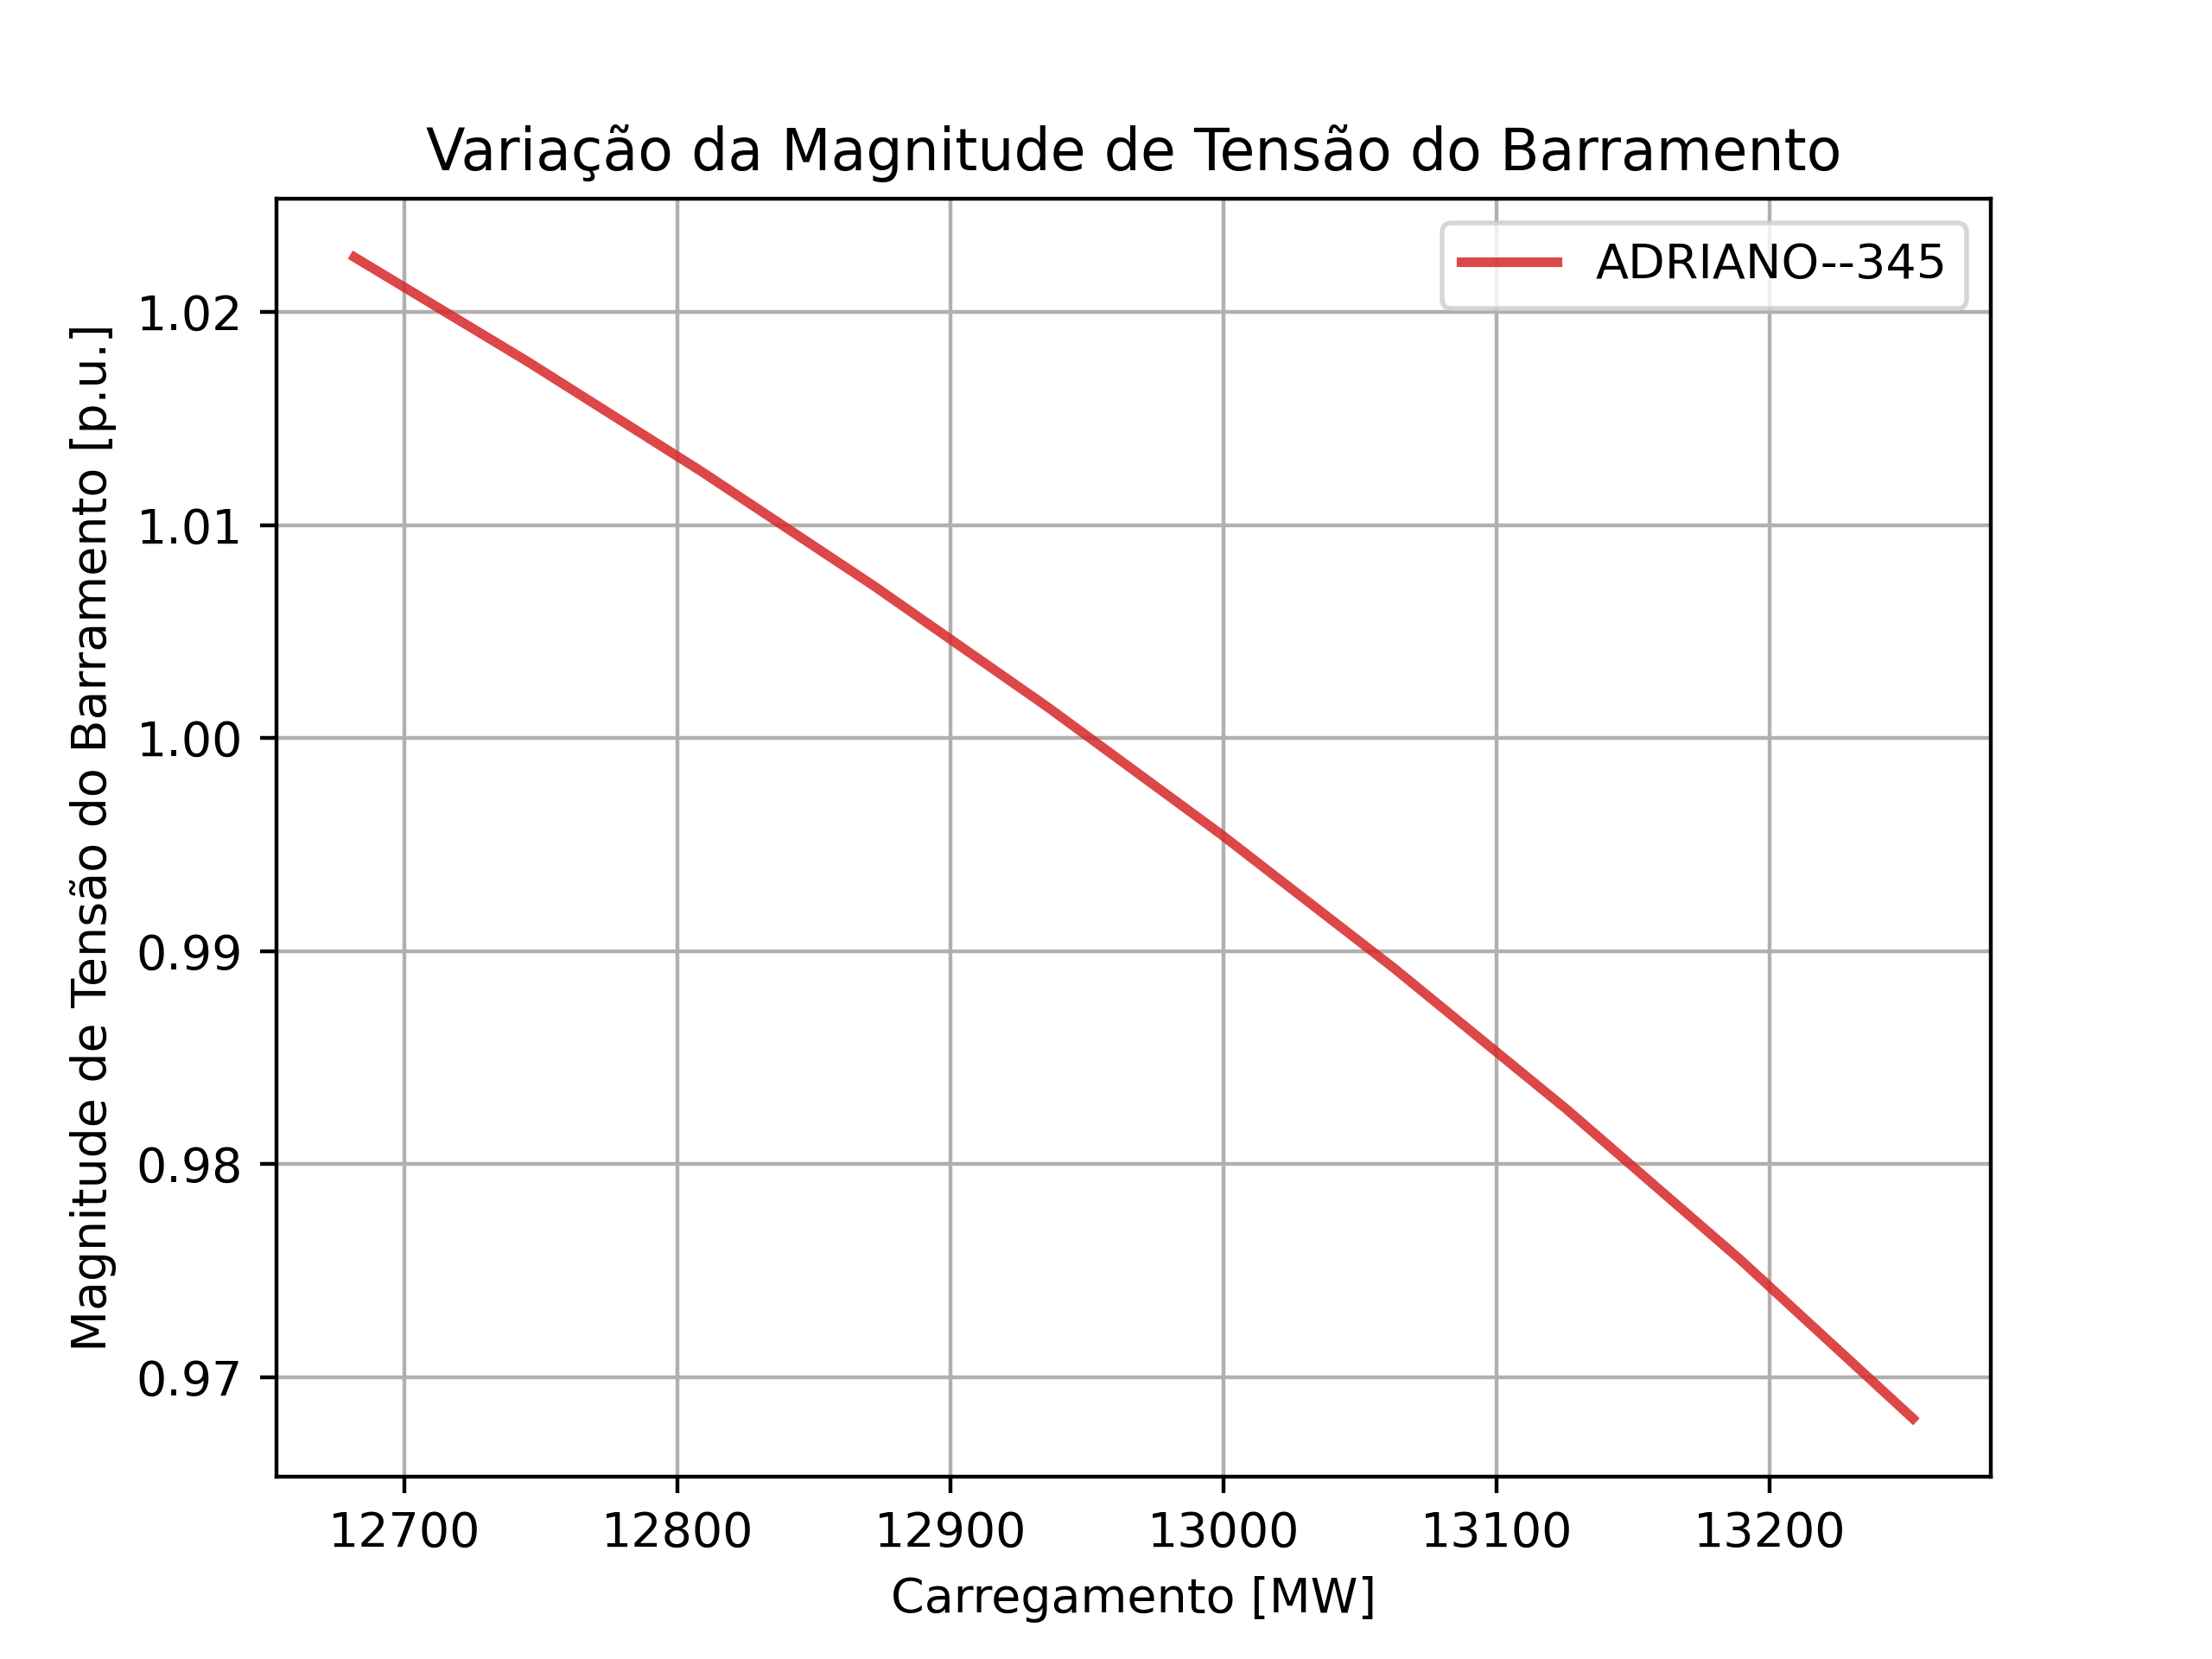 Variação da Magnitude de Tensão do Barramento
ADRIANO--345
Magnitude de Tensão do Barramento [p.u.]
1.02
1.01
1.00
0.99
0.98
0.97
12700 12800 12900 13000 13100 13200
Carregamento [MW]